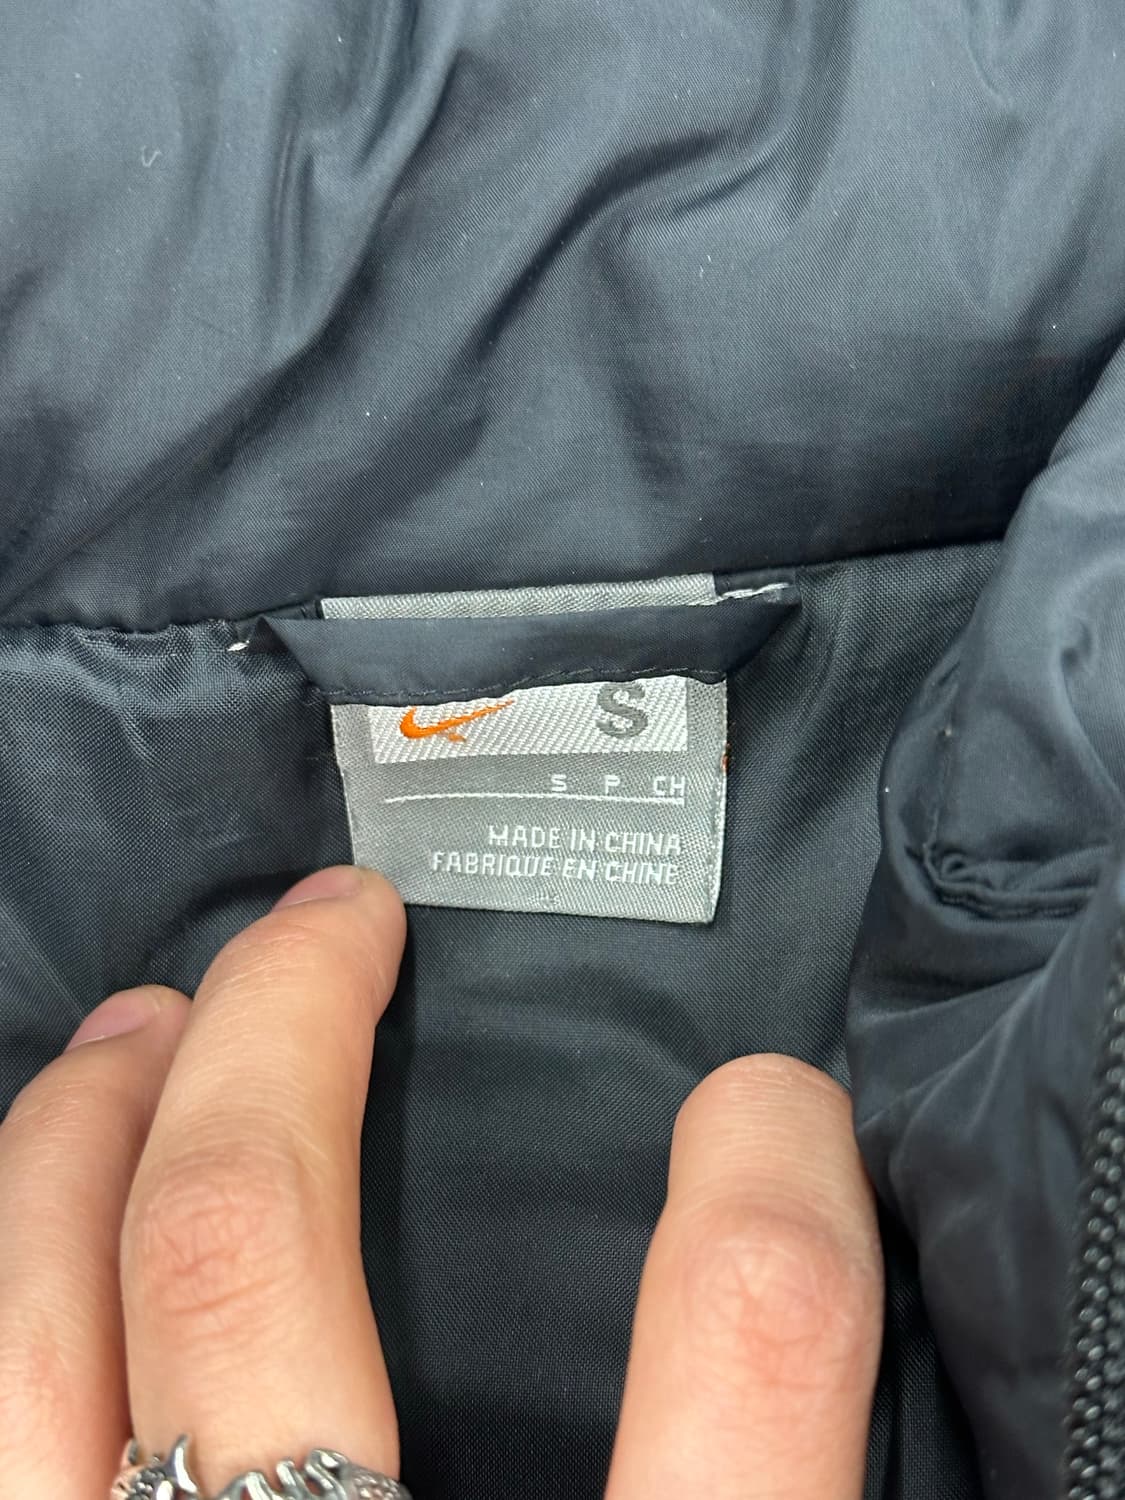 S
S P CH
MADE IN CHINA
FABRIQUE EN CHINE